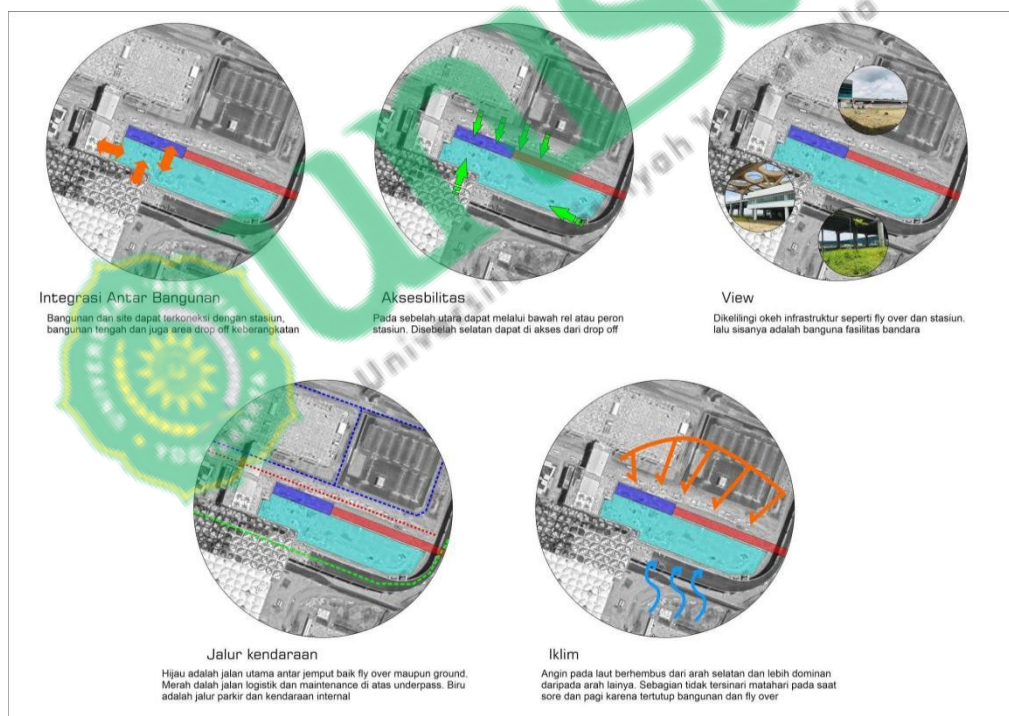 Integrasi Antar Bangunan
Bangunan dan site dapat terkoneksi dengan stasiun,
bangunan tengah dan juga area drop off keberangkatan
Aksesbilitas
Pada sebelah utara dapat melalui bawah rel atau peron
stasiun. Disebelah selatan dapat di akses dari drop off
View
Dikelilingi okeh infrastruktur seperti fly over dan stasiun.
lalu sisanya adalah banguna fasilitas bandara
Jalur kendaraan
Hijau adalah jalan utama antar jemput baik fly over maupun ground.
Merah dalah jalan logistik dan maintenance di atas underpass. Biru
adalah jalur parkir dan kendaraan internal
Iklim
Angin pada laut berhembus dari arah selatan dan lebih dominan
daripada arah lainya. Sebagian tidak tersinari matahari pada saat
sore dan pagi karena tertutup bangunan dan fly over